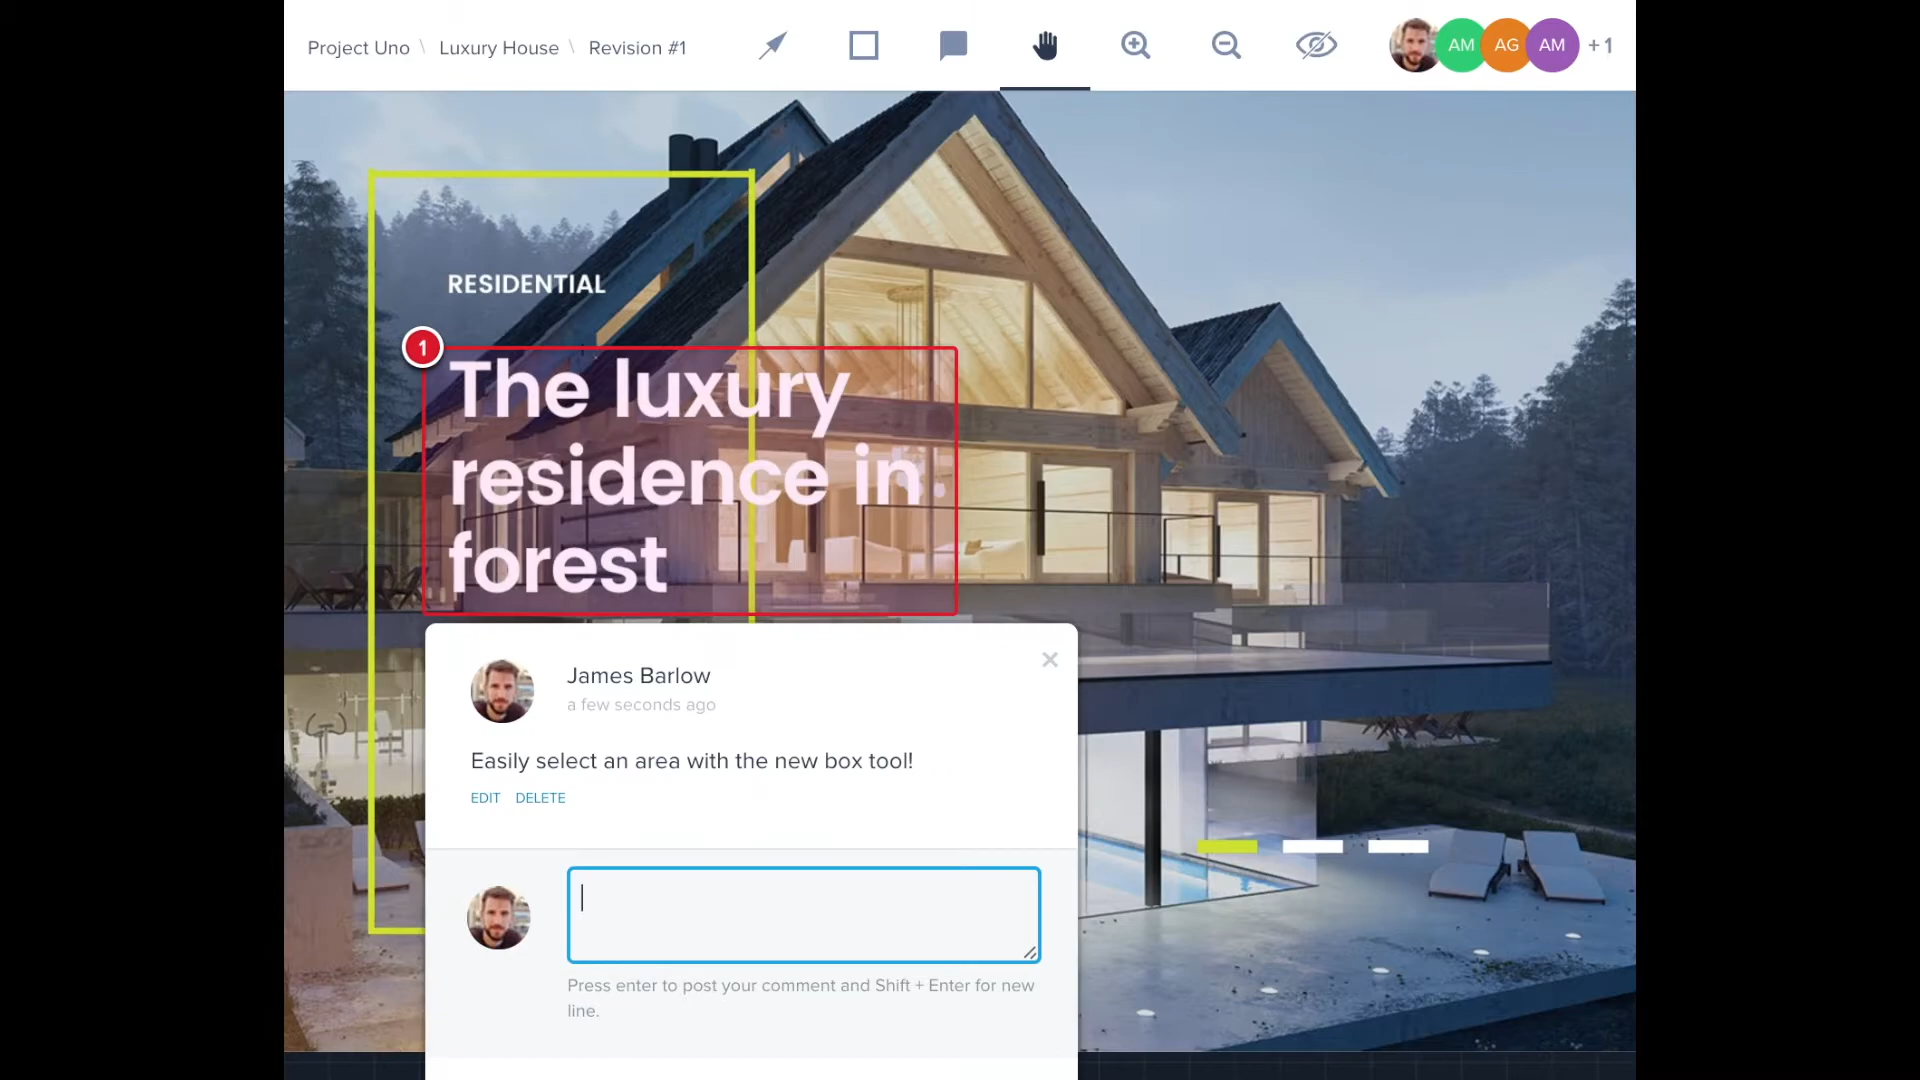 Project Uno \ Luxury House \ Revision #1
AM AG AM +1
RESIDENTIAL
1
The luxury
residence in
forest
James Barlow
a few seconds ago
Easily select an area with the new box tool!
EDIT DELETE
Press enter to post your comment and Shift + Enter for new
line.